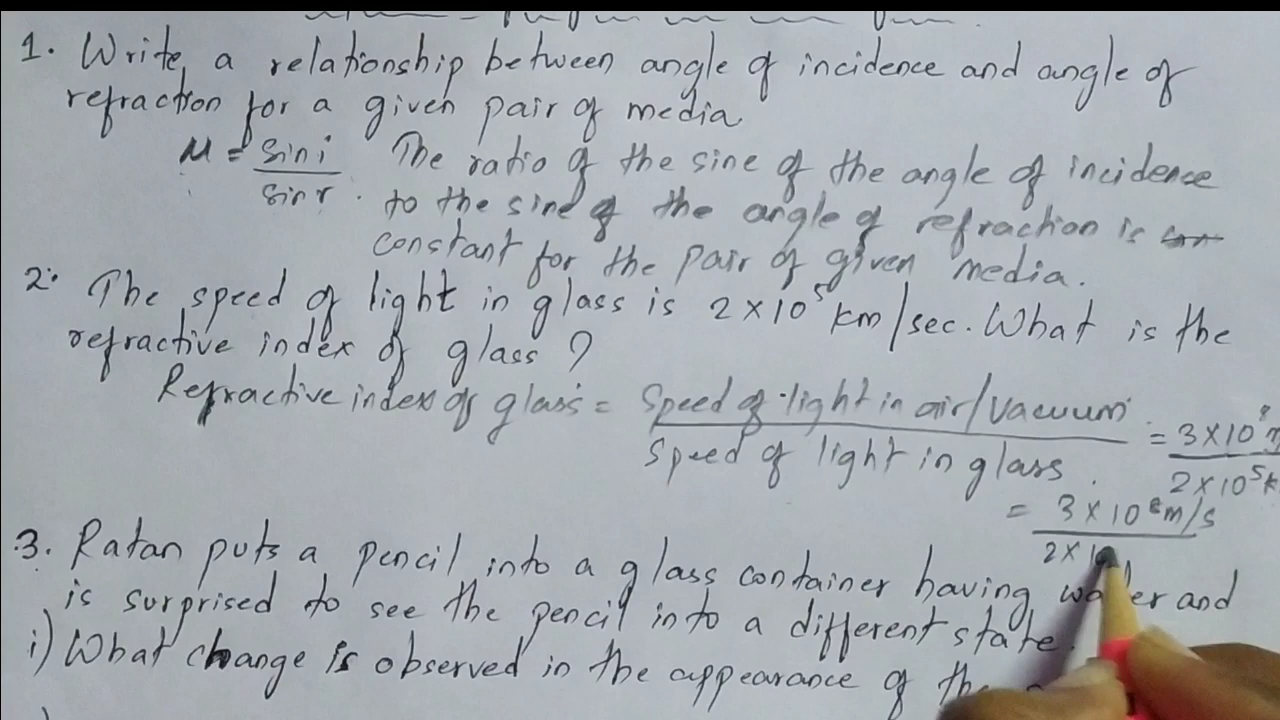 1. Write a relationship between angle of incidence and angle of
refraction for a given pair of media.
μ = sin i / sin r . The ratio of the sine of the angle of incidence
to the sine of the angle of refraction is
constant for the pair of given media.
2. The speed of light in glass is 2×10⁵ km/sec. What is the
refractive index of glass ?
Refractive index of glass = Speed of light in air/vacuum / Speed of light in glass . = 3×10⁸ / 2×10⁵
= 3×10⁸ m/s / 2×
3. Ratan puts a pencil into a glass container having water and
is surprised to see the pencil into a different state.
i) What change is observed in the appearance of